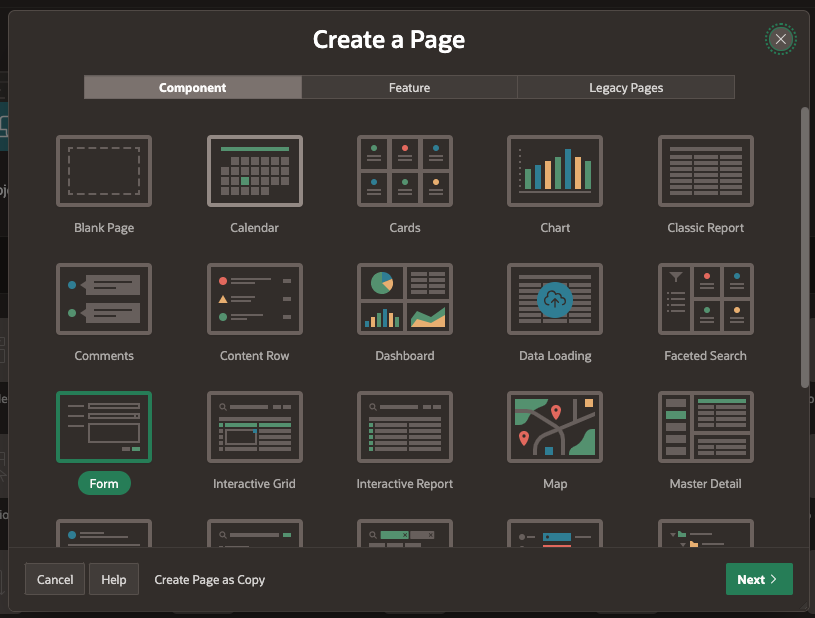 Create a Page
Component Feature Legacy Pages
Blank Page Calendar Cards Chart Classic Report
Comments Content Row Dashboard Data Loading Faceted Search
Form Interactive Grid Interactive Report Map Master Detail
Cancel Help Create Page as Copy Next